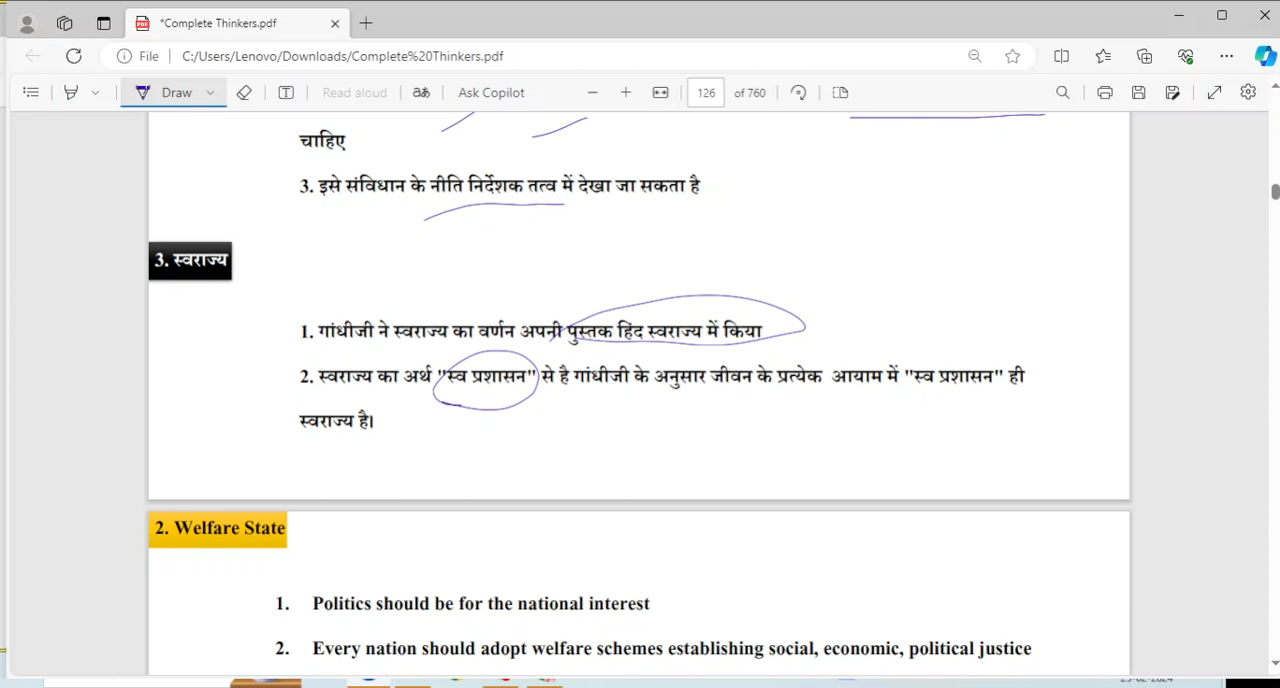 *Complete Thinkers.pdf
File C:/Users/Lenovo/Downloads/Complete%20Thinkers.pdf
Draw Read aloud Ask Copilot 126 of 760
चाहिए
3. इसे संविधान के नीति निर्देशक तत्व में देखा जा सकता है
3. स्वराज्य
1. गांधीजी ने स्वराज्य का वर्णन अपनी पुस्तक हिंद स्वराज्य में किया
2. स्वराज्य का अर्थ "स्व प्रशासन" से है गांधीजी के अनुसार जीवन के प्रत्येक आयाम में "स्व प्रशासन" ही
स्वराज्य है।
2. Welfare State
1. Politics should be for the national interest
2. Every nation should adopt welfare schemes establishing social, economic, political justice